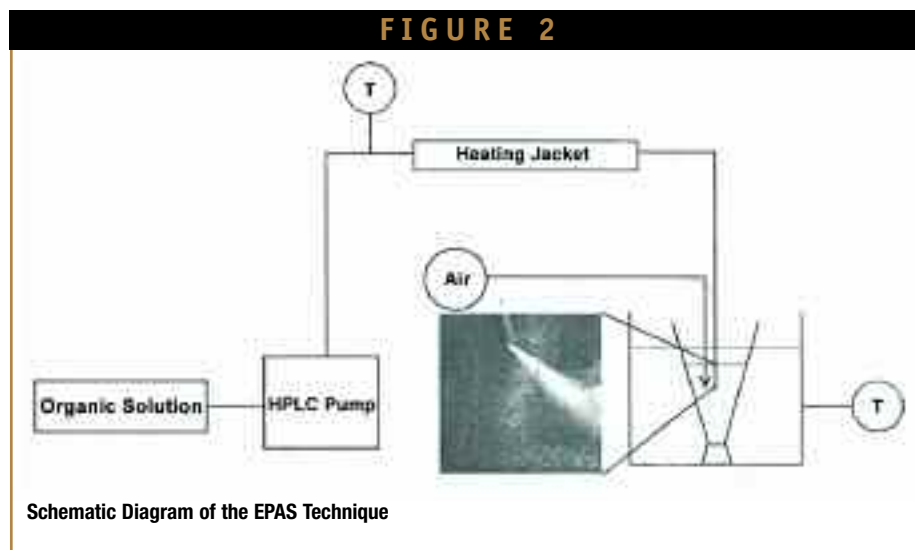 FIGURE 2
T
Heating Jacket
Air
Organic Solution
HPLC Pump
T
Schematic Diagram of the EPAS Technique